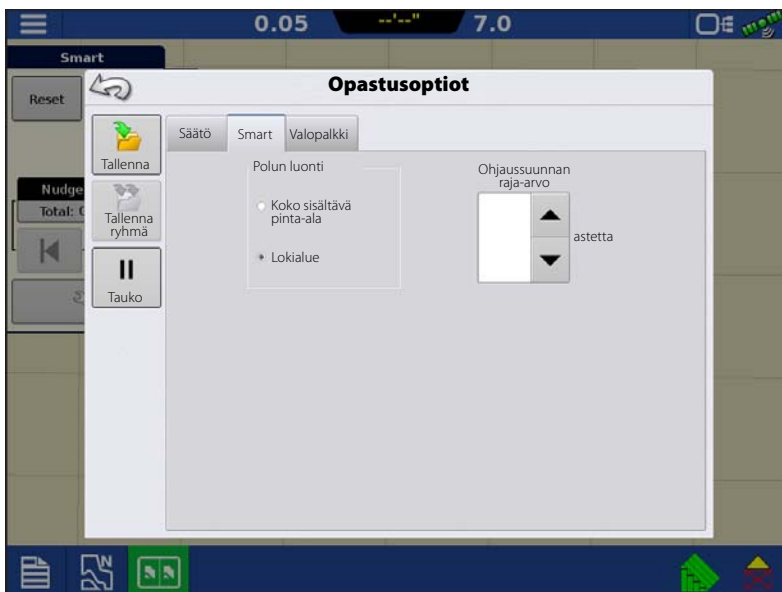 0.05
--'--"
7.0
Smart
Opastusoptiot
Reset
Säätö
Smart
Valopalkki
Tallenna
Polun luonti
Ohjaussuunnan
raja-arvo
Koko sisältävä
pinta-ala
Nudge
Total:
Tallenna
ryhmä
astetta
Lokialue
Tauko
N